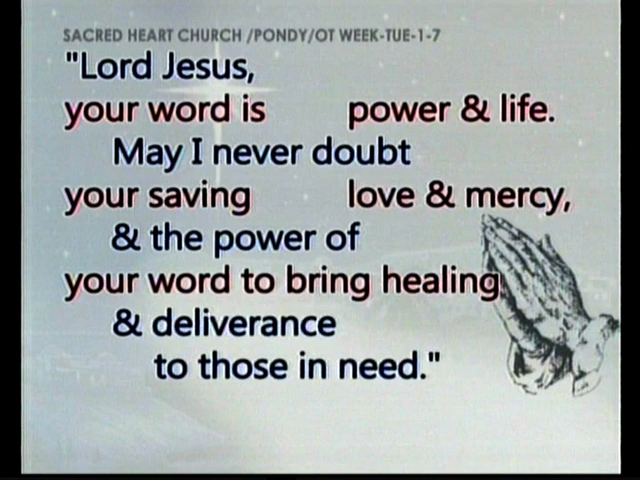 SACRED HEART CHURCH /PONDY/OT WEEK-TUE-1-7
"Lord Jesus,
your word is power & life.
May I never doubt
your saving love & mercy,
& the power of
your word to bring healing
& deliverance
to those in need."